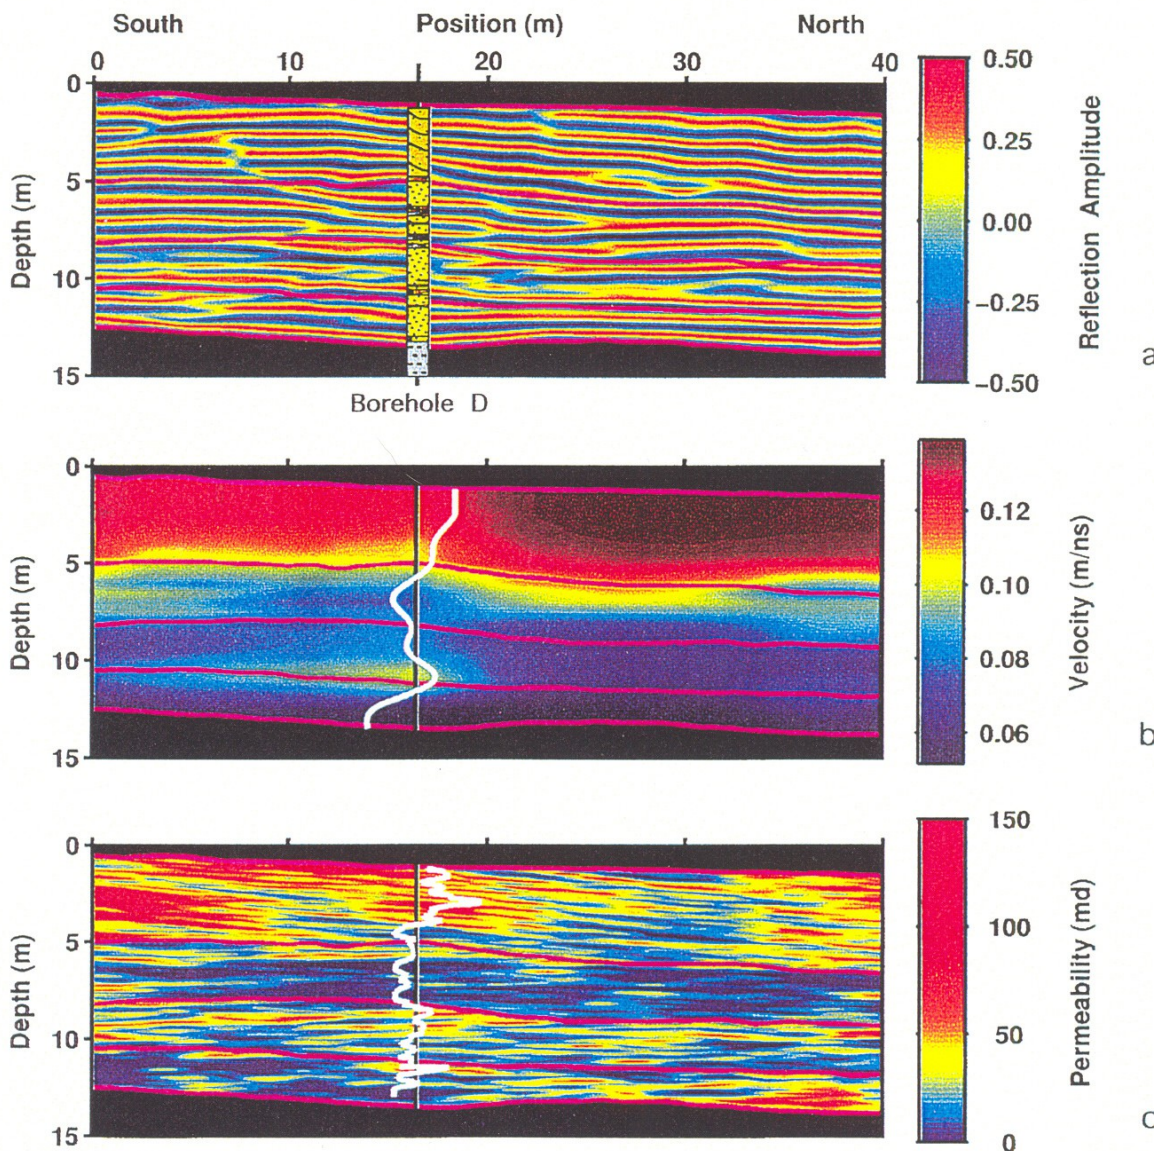 South Position (m) North
0 10 20 30 40
0
5
10
15
Depth (m)
Borehole D
0.50
0.25
0.00
−0.25
−0.50
Reflection Amplitude
a
0
5
10
15
Depth (m)
0.12
0.10
0.08
0.06
Velocity (m/ns)
b
0
5
10
15
Depth (m)
150
100
50
0
Permeability (md)
c